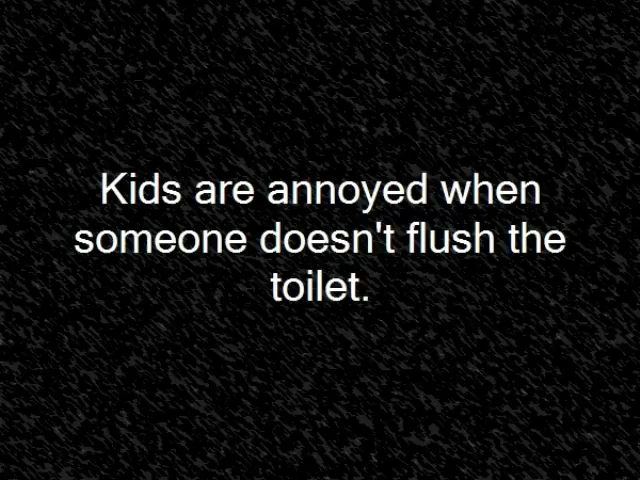 Kids are annoyed when
someone doesn't flush the
toilet.